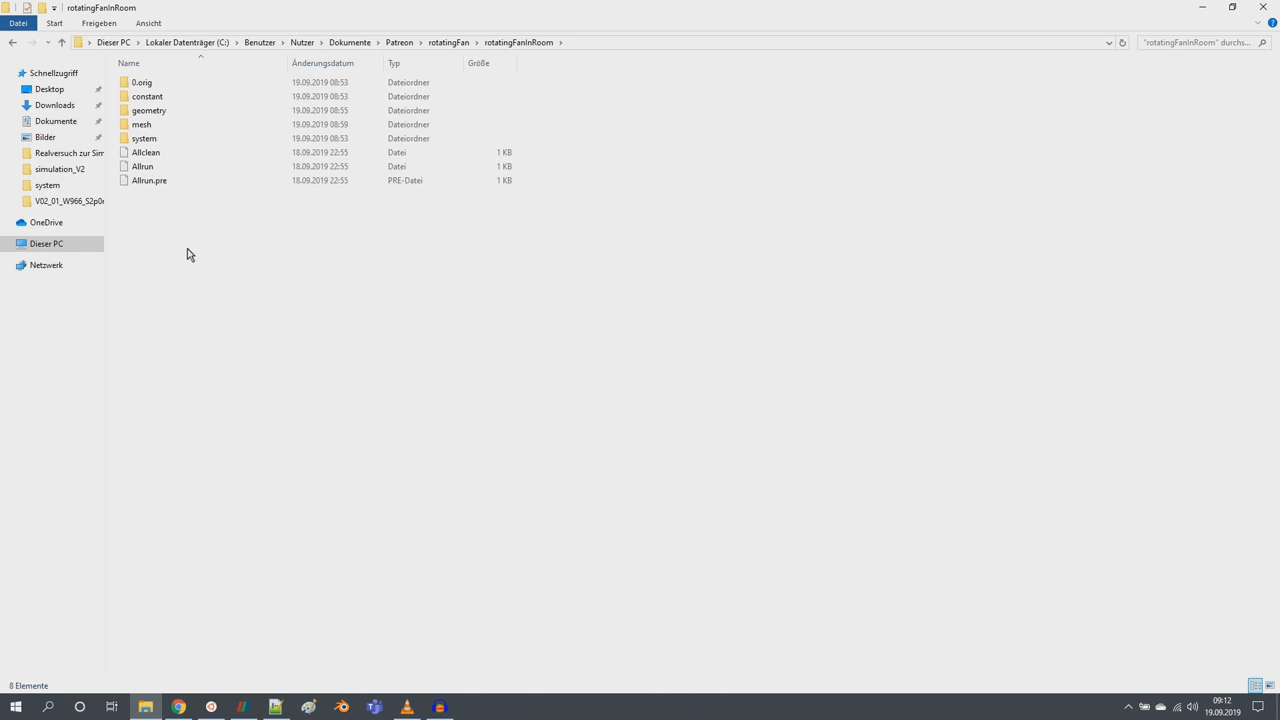 rotatingFanInRoom
Datei Start Freigeben Ansicht
Dieser PC Lokaler Datenträger (C:) Benutzer Nutzer Dokumente Patreon rotatingFan rotatingFanInRoom "rotatingFanInRoom" durchs...
Name Änderungsdatum Typ Größe
Schnellzugriff
Desktop
Downloads
Dokumente
Bilder
Realversuch zur Sim
simulation_V2
system
V02_01_W966_S2p0
OneDrive
Dieser PC
Netzwerk
0.orig 19.09.2019 08:53 Dateiordner
constant 19.09.2019 08:53 Dateiordner
geometry 19.09.2019 08:55 Dateiordner
mesh 19.09.2019 08:59 Dateiordner
system 19.09.2019 08:53 Dateiordner
Allclean 18.09.2019 22:55 Datei 1 KB
Allrun 18.09.2019 22:55 Datei 1 KB
Allrun.pre 18.09.2019 22:55 PRE-Datei 1 KB
8 Elemente
09:12
19.09.2019